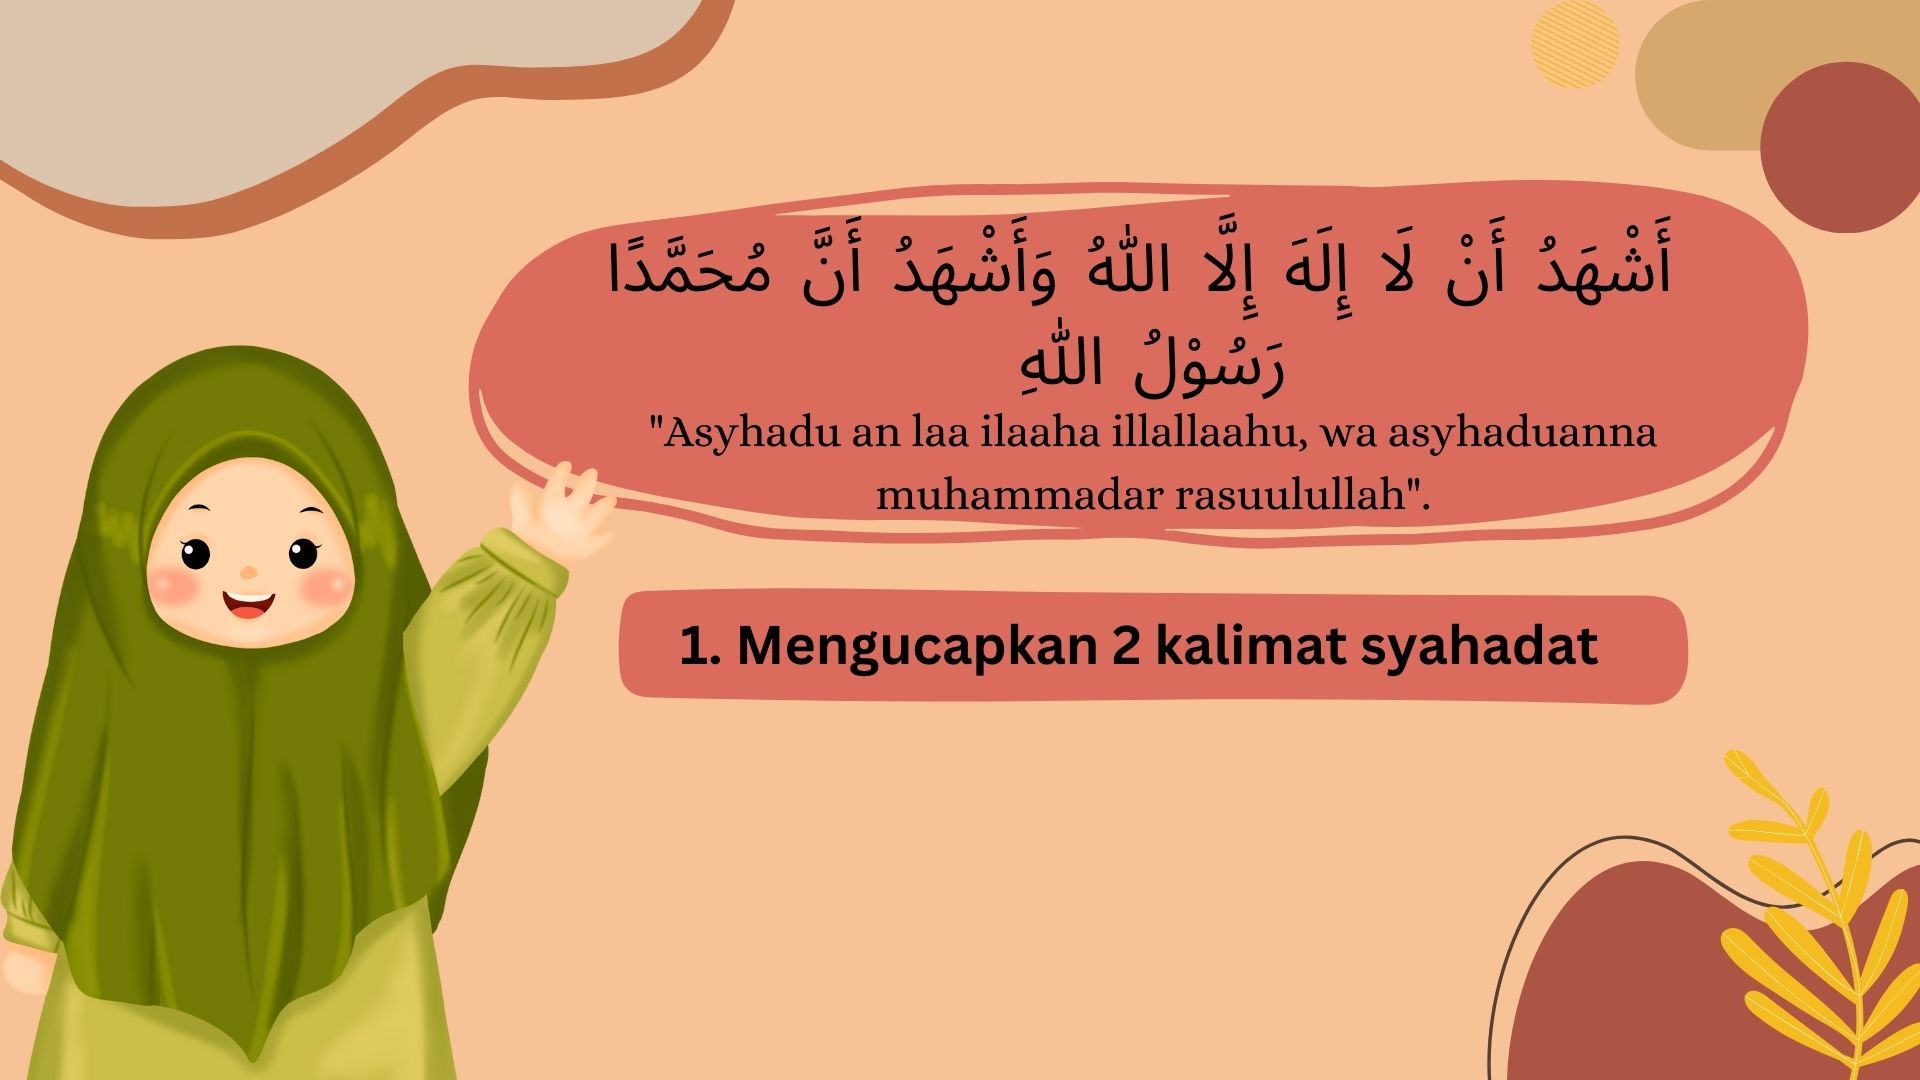 أَشْهَدُ أَنْ لَا إِلَهَ إِلَّا اللّٰهُ وَأَشْهَدُ أَنَّ مُحَمَّدًا
رَسُوْلُ اللّٰهِ
"Asyhadu an laa ilaaha illallaahu, wa asyhaduanna
muhammadar rasuulullah".
1. Mengucapkan 2 kalimat syahadat